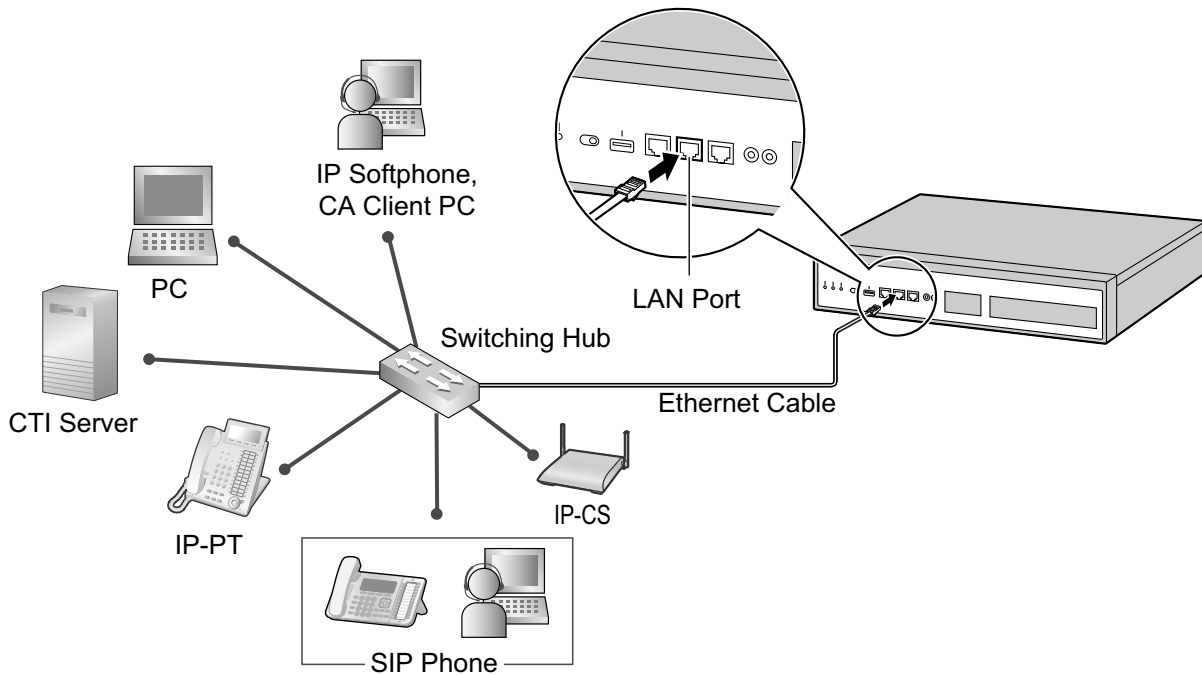 IP Softphone,
CA Client PC
PC
LAN Port
Switching Hub
CTI Server
Ethernet Cable
IP-PT
IP-CS
SIP Phone